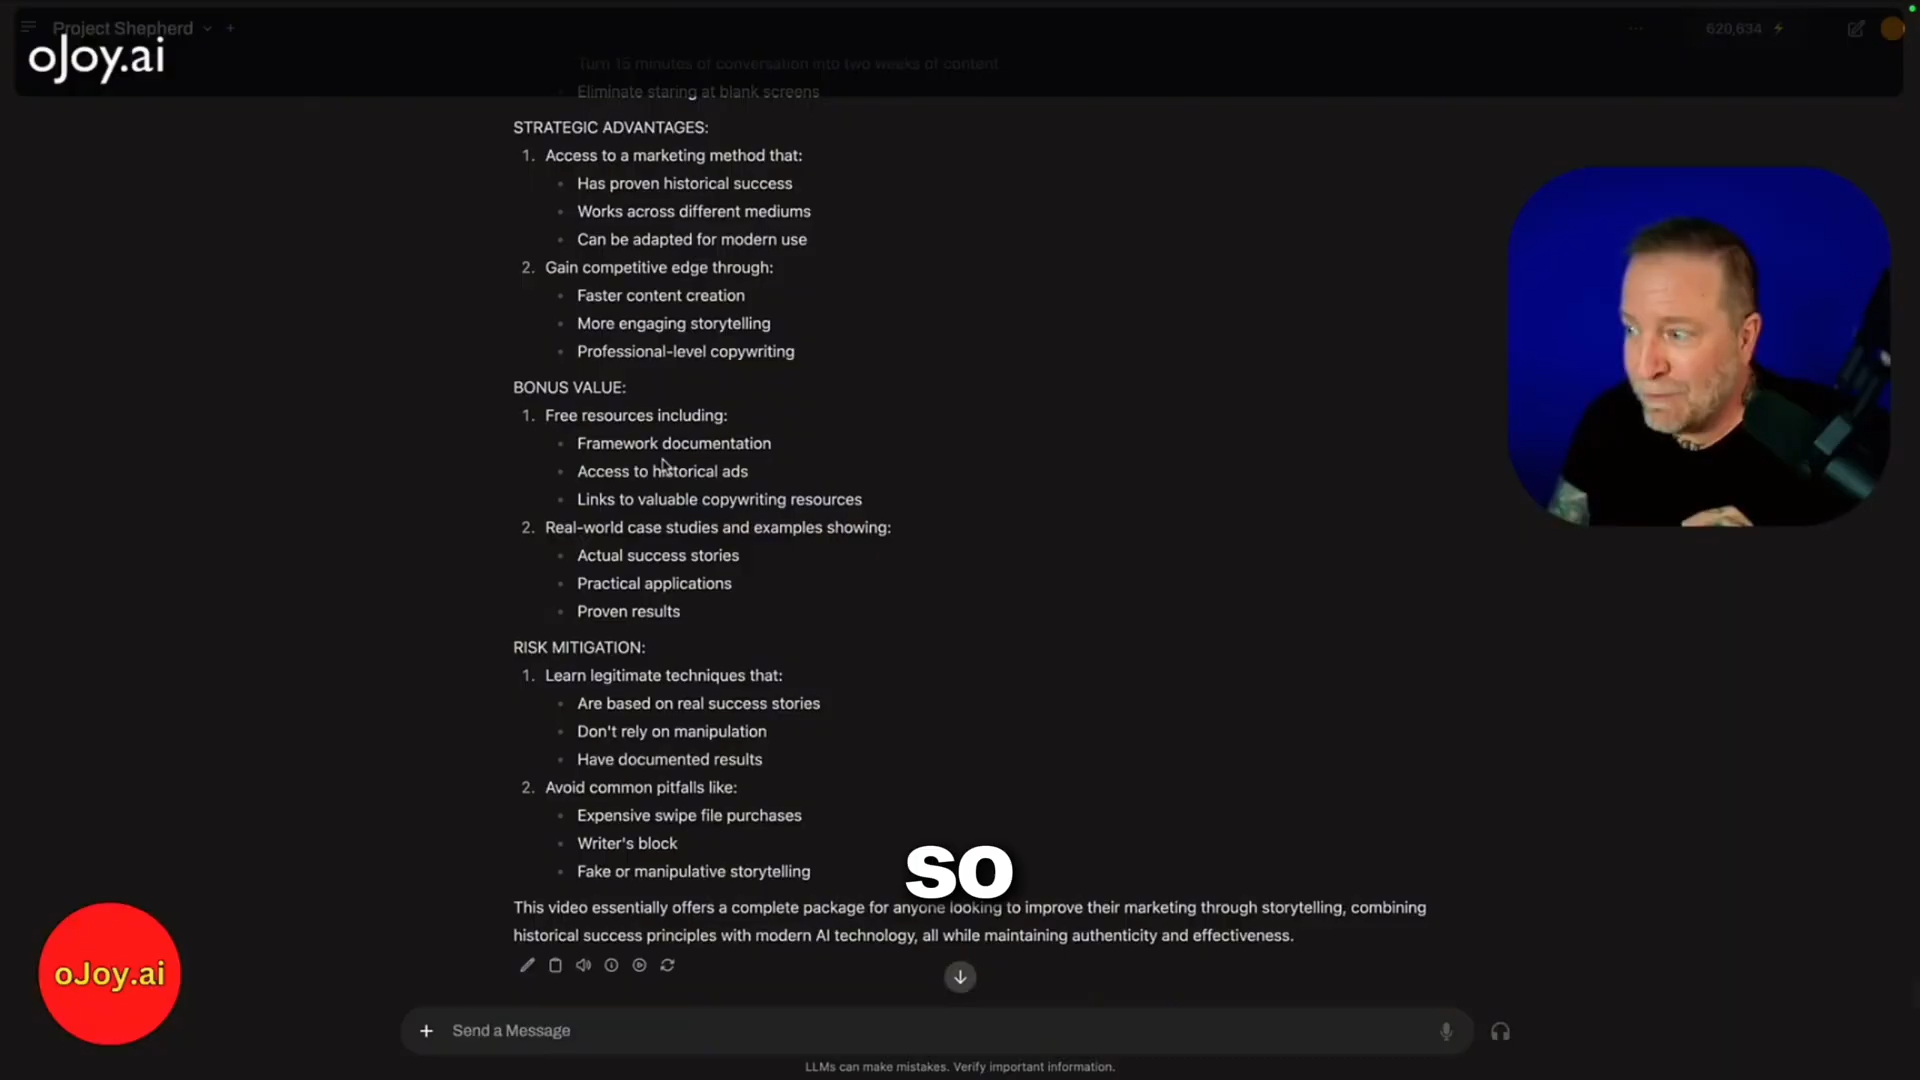 Project Shepherd
620,634
oJoy.ai
Turn 15 minutes of conversation into two weeks of content
Eliminate staring at blank screens
STRATEGIC ADVANTAGES:
1. Access to a marketing method that:
Has proven historical success
Works across different mediums
Can be adapted for modern use
2. Gain competitive edge through:
Faster content creation
More engaging storytelling
Professional-level copywriting
BONUS VALUE:
1. Free resources including:
Framework documentation
Access to historical ads
Links to valuable copywriting resources
2. Real-world case studies and examples showing:
Actual success stories
Practical applications
Proven results
RISK MITIGATION:
1. Learn legitimate techniques that:
Are based on real success stories
Don't rely on manipulation
Have documented results
2. Avoid common pitfalls like:
Expensive swipe file purchases
Writer's block
Fake or manipulative storytelling
so
This video essentially offers a complete package for anyone looking to improve their marketing through storytelling, combining
historical success principles with modern AI technology, all while maintaining authenticity and effectiveness.
oJoy.ai
Send a Message
LLMs can make mistakes. Verify important information.